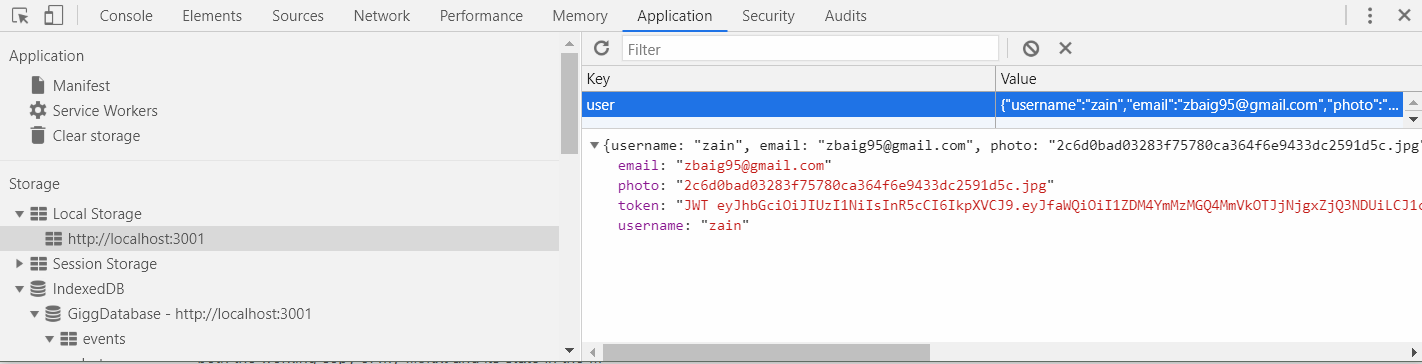 Console Elements Sources Network Performance Memory Application Security Audits
Application
Manifest
Service Workers
Clear storage
Storage
Local Storage
http://localhost:3001
Session Storage
IndexedDB
GiggDatabase - http://localhost:3001
events
Filter
Key Value
user {"username":"zain","email":"zbaig95@gmail.com","photo":"...
{username: "zain", email: "zbaig95@gmail.com", photo: "2c6d0bad03283f75780ca364f6e9433dc2591d5c.jpg"
email: "zbaig95@gmail.com"
photo: "2c6d0bad03283f75780ca364f6e9433dc2591d5c.jpg"
token: "JWT eyJhbGciOiJIUzI1NiIsInR5cCI6IkpXVCJ9.eyJfaWQiOiI1ZDM4YmMzMGQ4MmVkOTJjNjgxZjQ3NDUiLCJ1c
username: "zain"